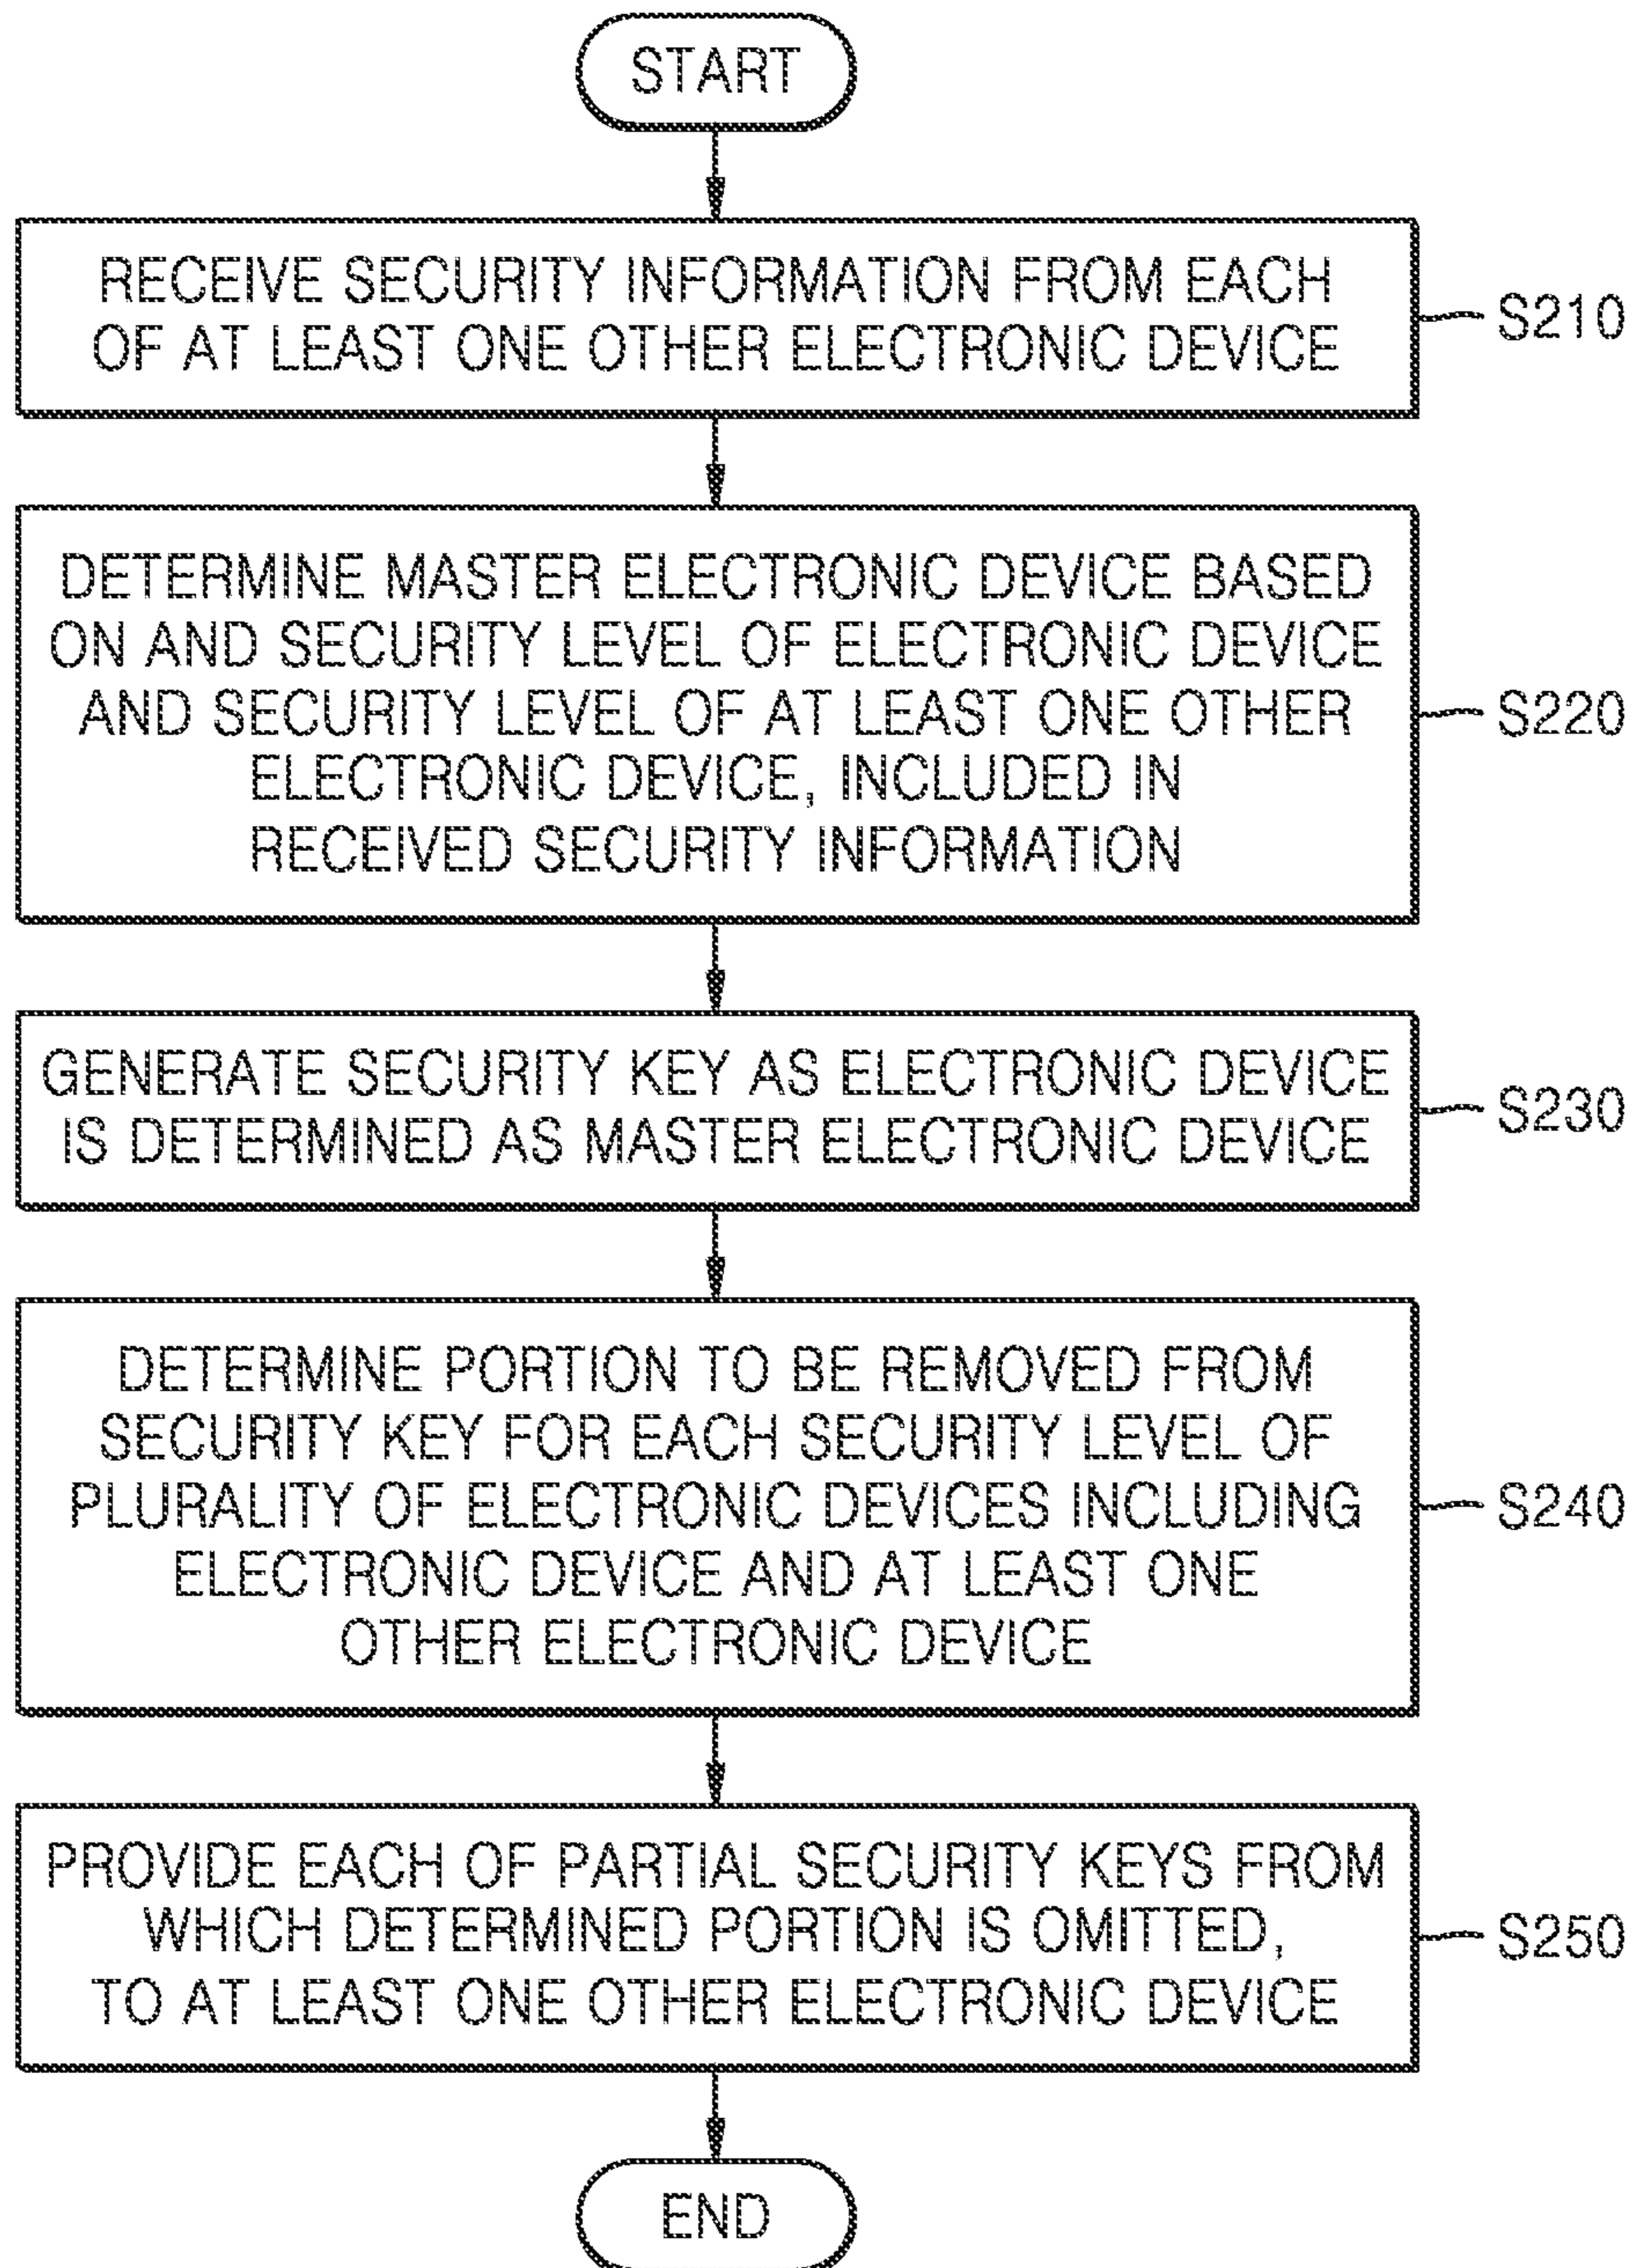 START
RECEIVE SECURITY INFORMATION FROM EACH
OF AT LEAST ONE OTHER ELECTRONIC DEVICE
S210
DETERMINE MASTER ELECTRONIC DEVICE BASED
ON AND SECURITY LEVEL OF ELECTRONIC DEVICE
AND SECURITY LEVEL OF AT LEAST ONE OTHER
ELECTRONIC DEVICE, INCLUDED IN
RECEIVED SECURITY INFORMATION
S220
GENERATE SECURITY KEY AS ELECTRONIC DEVICE
IS DETERMINED AS MASTER ELECTRONIC DEVICE
S230
DETERMINE PORTION TO BE REMOVED FROM
SECURITY KEY FOR EACH SECURITY LEVEL OF
PLURALITY OF ELECTRONIC DEVICES INCLUDING
ELECTRONIC DEVICE AND AT LEAST ONE
OTHER ELECTRONIC DEVICE
S240
PROVIDE EACH OF PARTIAL SECURITY KEYS FROM
WHICH DETERMINED PORTION IS OMITTED,
TO AT LEAST ONE OTHER ELECTRONIC DEVICE
S250
END